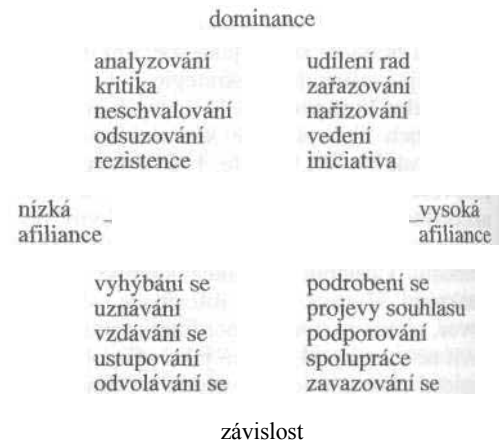 dominance
analyzování
kritika
neschvalování
odsuzování
rezistence
udílení rad
zařazování
nařizování
vedení
iniciativa
nízká
afiliance
vysoká
afiliance
vyhýbání se
uznávání
vzdávání se
ustupování
odvolávání se
podrobení se
projevy souhlasu
podporování
spolupráce
zavazování se
závislost